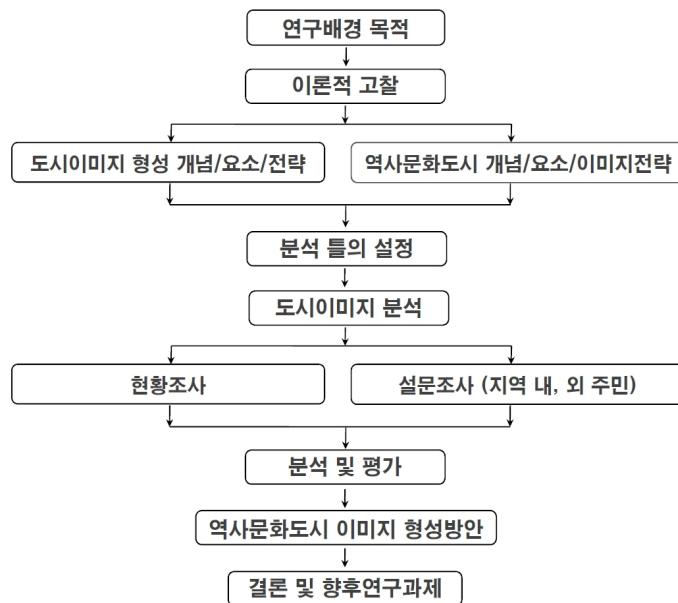 연구배경 목적
이론적 고찰
도시이미지 형성 개념/요소/전략
역사문화도시 개념/요소/이미지전략
분석 틀의 설정
도시이미지 분석
현황조사
설문조사 (지역 내, 외 주민)
분석 및 평가
역사문화도시 이미지 형성방안
결론 및 향후연구과제